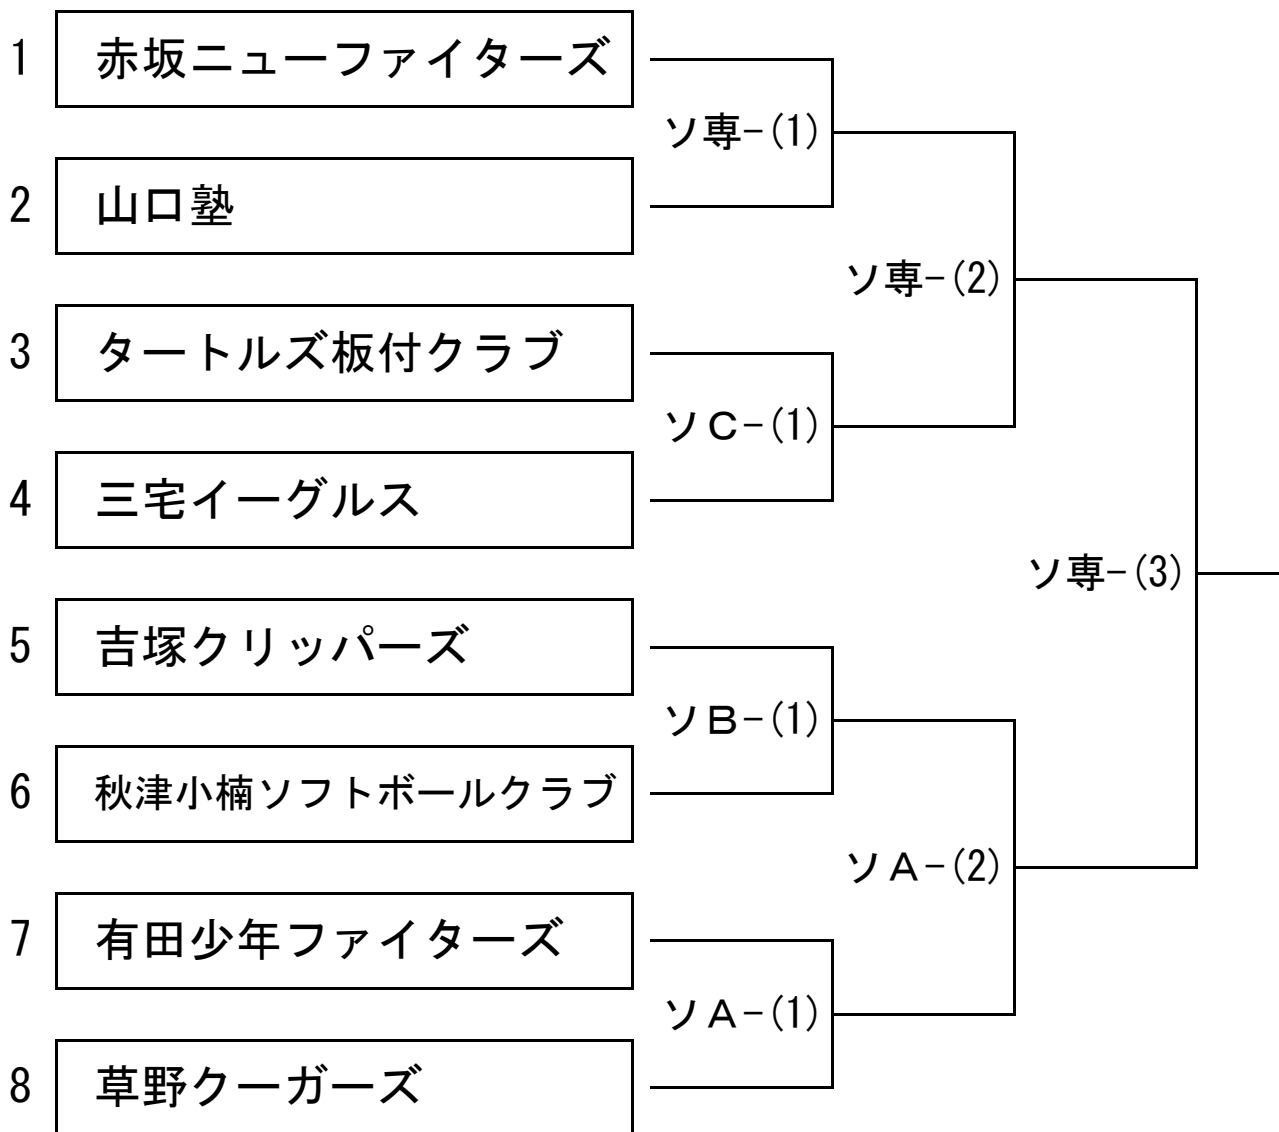 1 赤坂ニューファイターズ
ソ専-(1)
2 山口塾
ソ専-(2)
3 タートルズ板付クラブ
ソC-(1)
4 三宅イーグルス
ソ専-(3)
5 吉塚クリッパーズ
ソB-(1)
6 秋津小楠ソフトボールクラブ
ソA-(2)
7 有田少年ファイターズ
ソA-(1)
8 草野クーガーズ